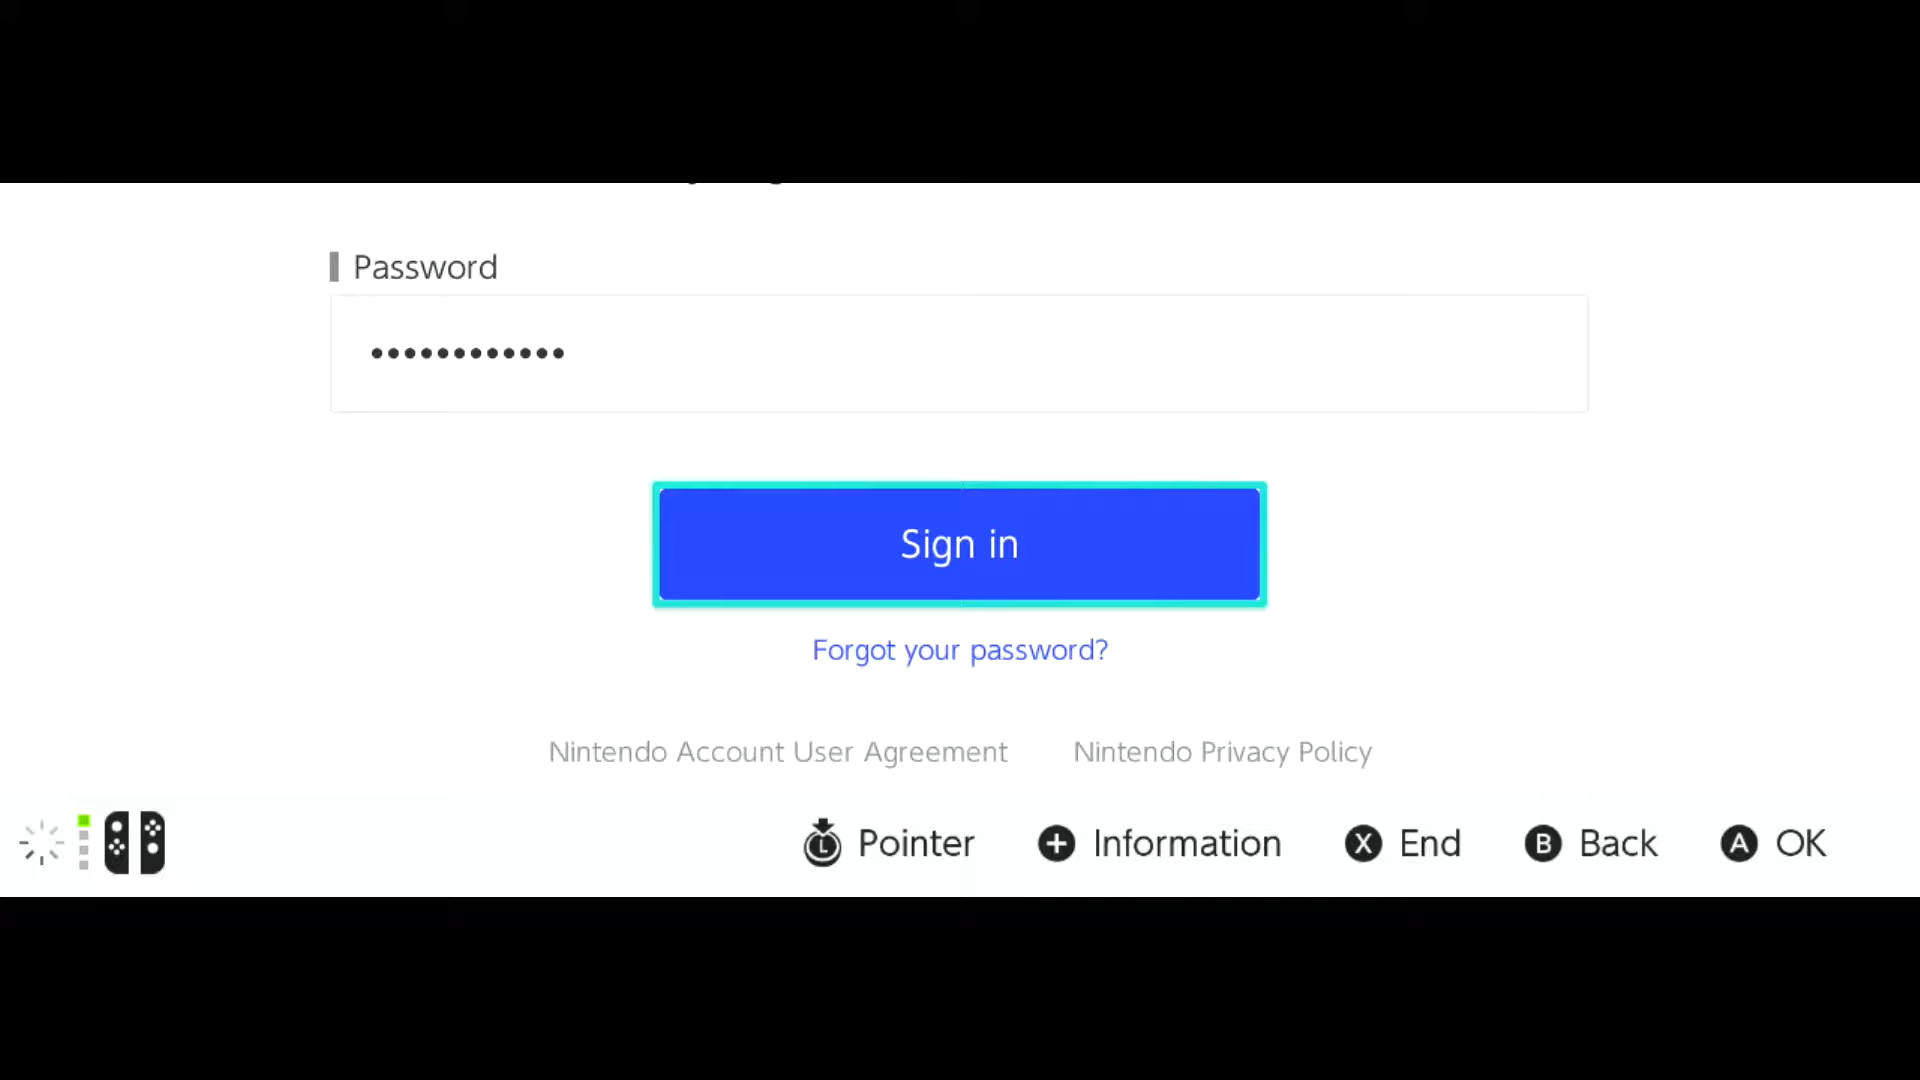 Password
••••••••••••
Sign in
Forgot your password?
Nintendo Account User Agreement Nintendo Privacy Policy
L Pointer + Information X End B Back A OK